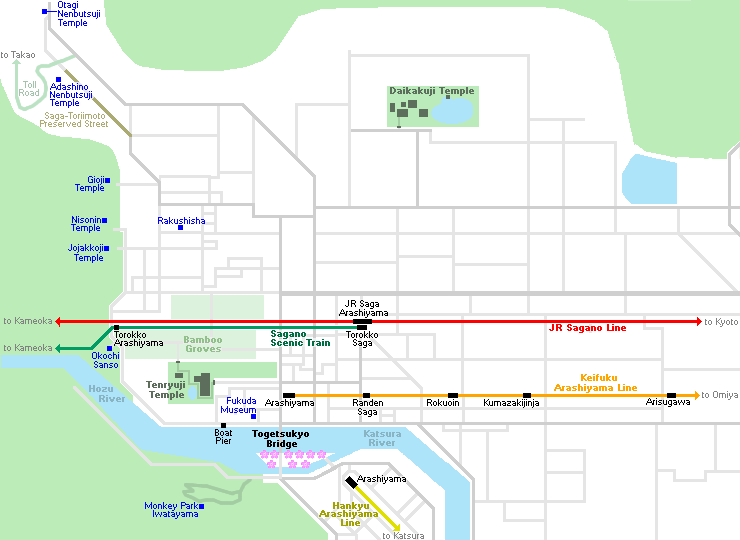 Otagi
Nenbutsuji
Temple
to Takao
Toll
Road
Adashino
Nenbutsuji
Temple
Saga-Toriimoto
Preserved Street
Daikakuji Temple
Gioji
Temple
Nisonin
Temple
Rakushisha
Jojakkoji
Temple
JR Saga
Arashiyama
to Kameoka
to Kyoto
JR Sagano Line
Torokko
Arashiyama
Sagano
Scenic Train
Torokko
Saga
Bamboo
Groves
to Kameoka
Okochi
Sanso
Hozu
River
Tenryuji
Temple
Keifuku
Arashiyama Line
Fukuda
Museum
Arashiyama
Randen
Saga
Rokuoin
Kumazakijinja
Arisugawa
to Omiya
Boat
Pier
Togetsukyo
Bridge
Katsura
River
Arashiyama
Monkey Park
Iwatayama
Hankyu
Arashiyama
Line
to Katsura